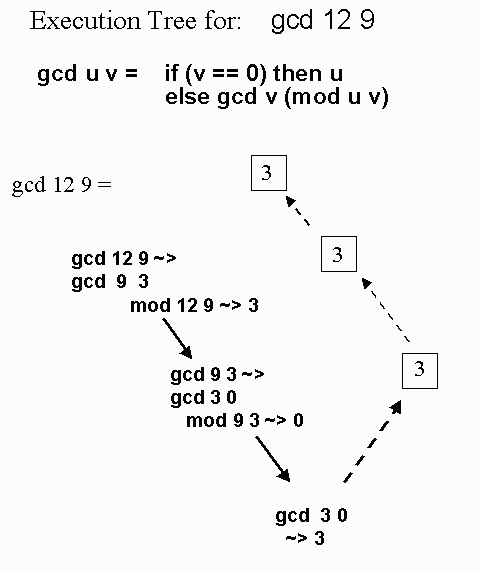 Execution Tree for: gcd 12 9
gcd u v = if (v == 0) then u
else gcd v (mod u v)
3
gcd 12 9 =
3
gcd 12 9 ~>
gcd 9 3
mod 12 9 ~> 3
3
gcd 9 3 ~>
gcd 3 0
mod 9 3 ~> 0
gcd 3 0
~> 3